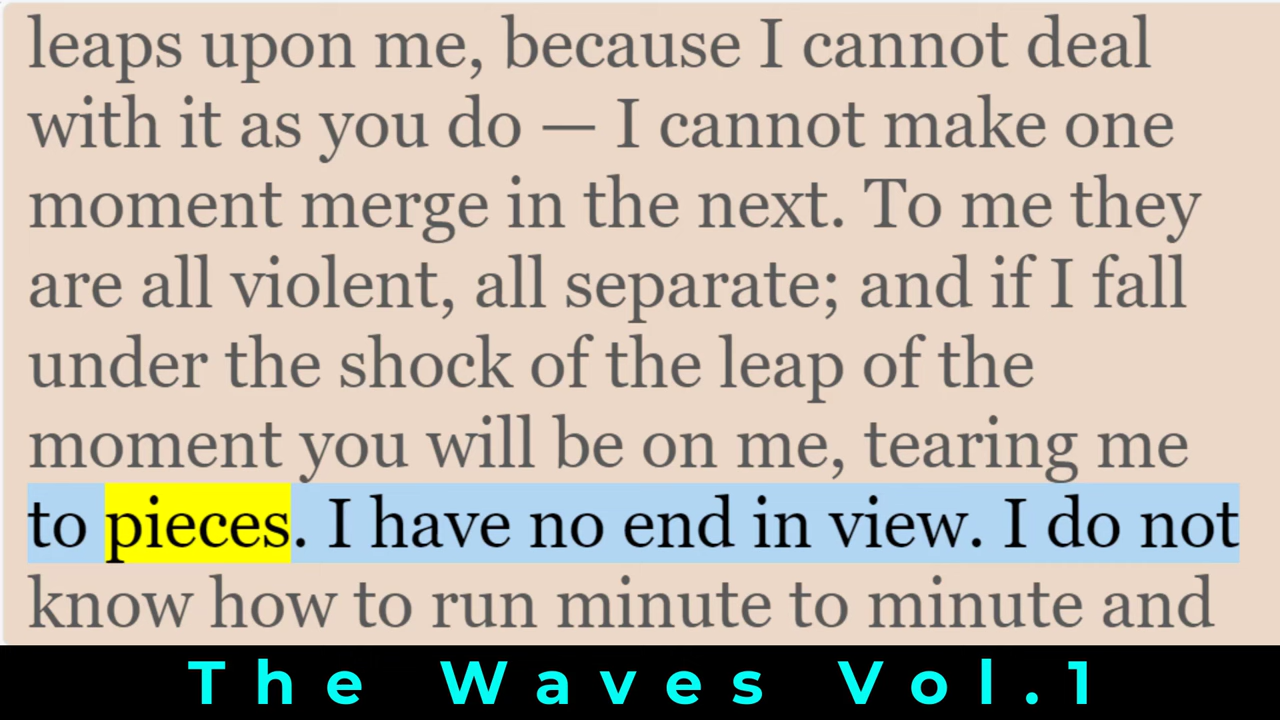 leaps upon me, because I cannot deal
with it as you do — I cannot make one
moment merge in the next. To me they
are all violent, all separate; and if I fall
under the shock of the leap of the
moment you will be on me, tearing me
to pieces. I have no end in view. I do not
know how to run minute to minute and
The Waves Vol.1